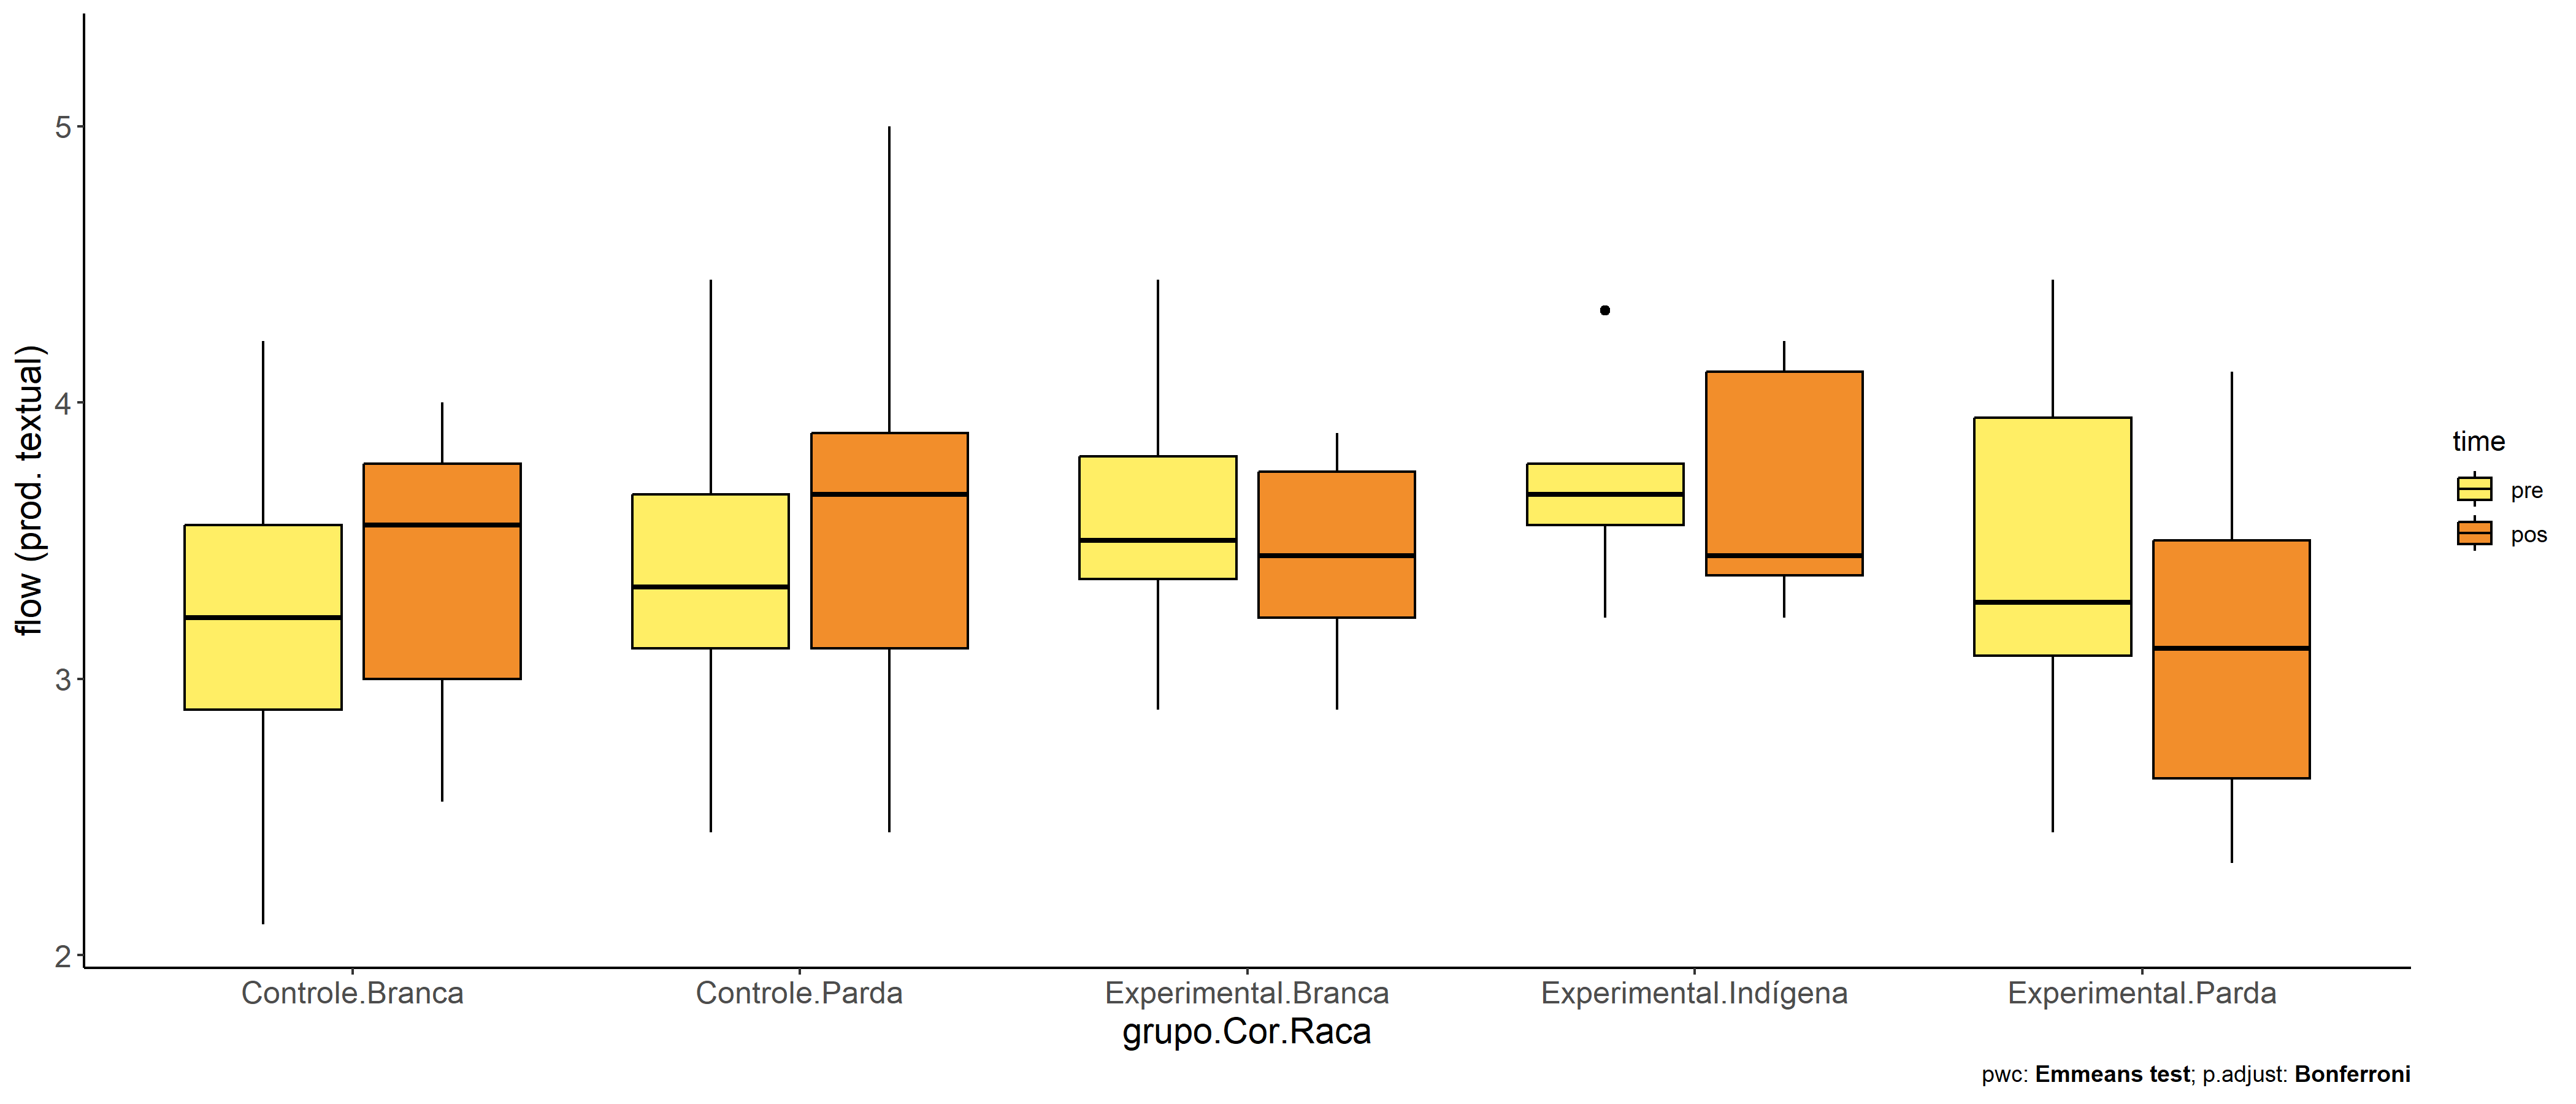 flow (prod. textual)
5
4
3
2
Controle.Branca
Controle.Parda
Experimental.Branca
Experimental.Indígena
Experimental.Parda
grupo.Cor.Raca
time
pre
pos
pwc: Emmeans test; p.adjust: Bonferroni